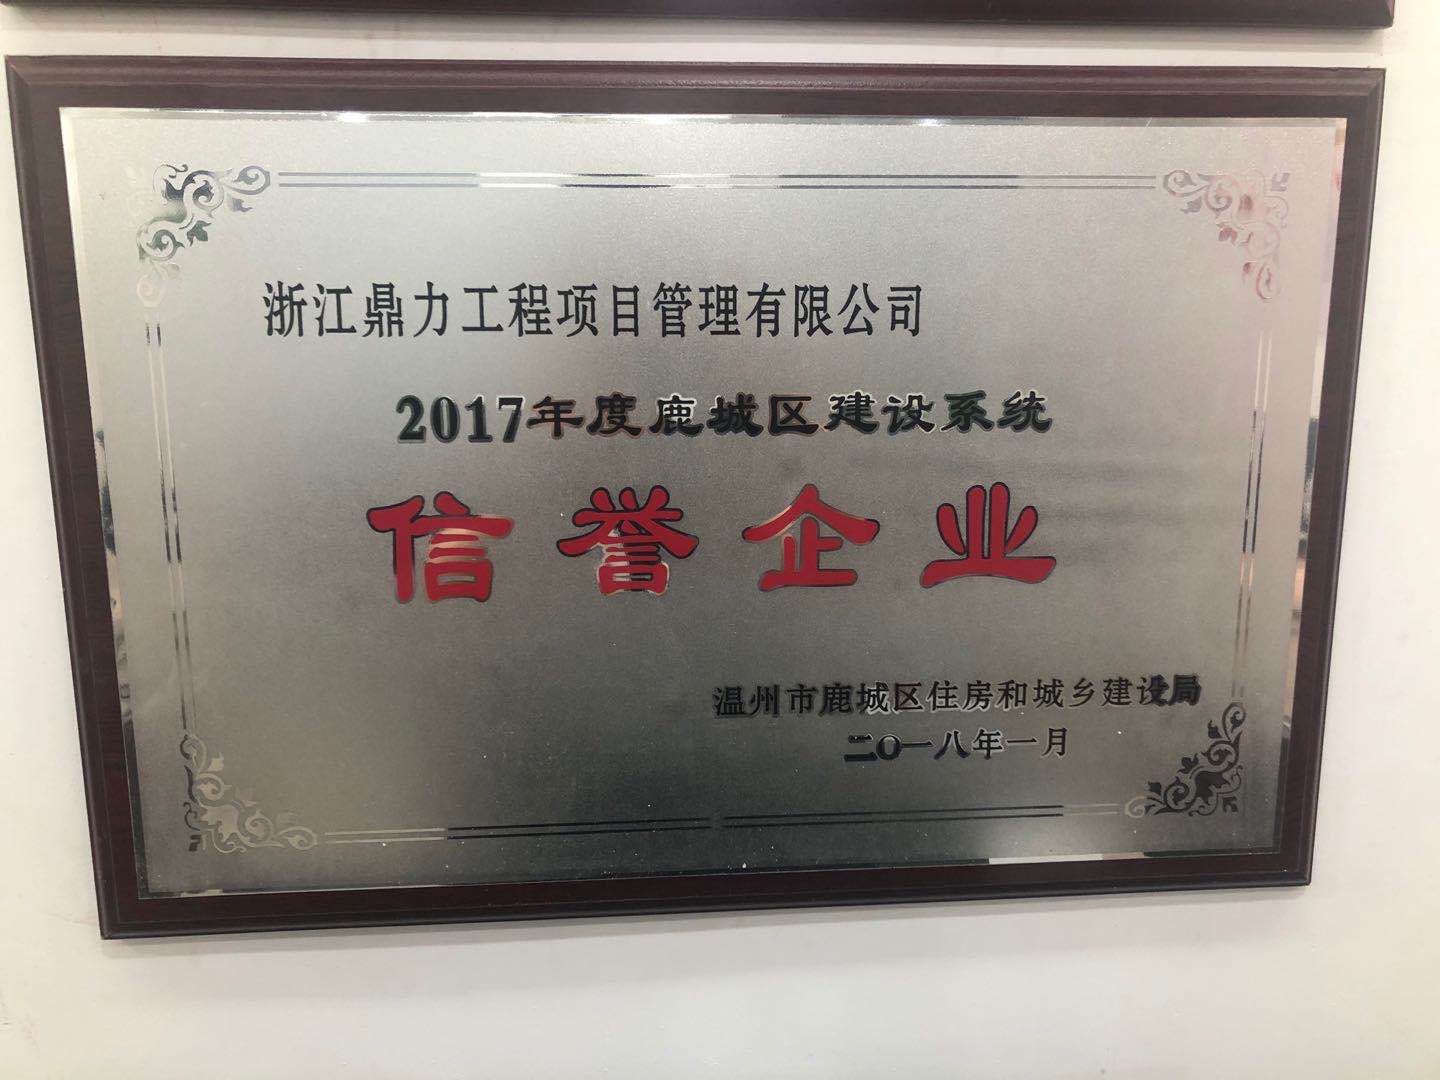 浙江鼎力工程项目管理有限公司
2017年度鹿城区建设系统
信誉企业
温州市鹿城区住房和城乡建设局
二〇一八年一月